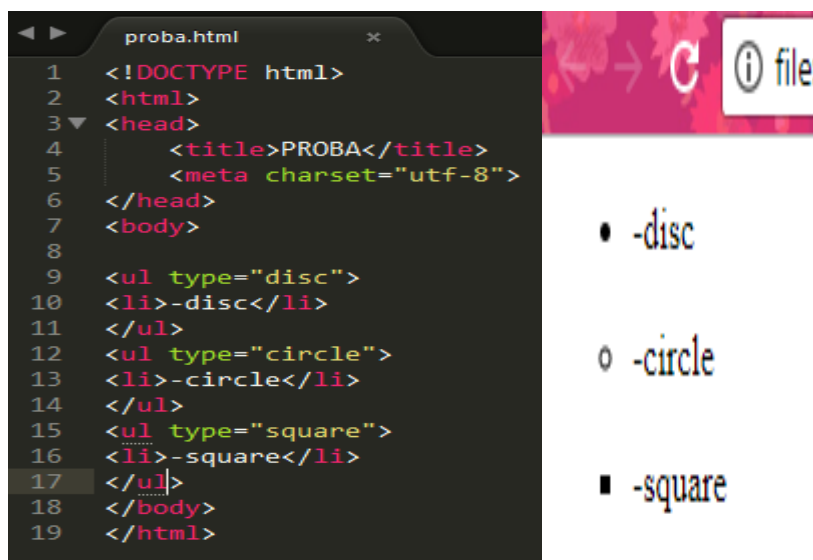 proba.html ×
1 <!DOCTYPE html>
2 <html>
3 <head>
4 <title>PROBA</title>
5 <meta charset="utf-8">
6 </head>
7 <body>
8
9 <ul type="disc">
10 <li>-disc</li>
11 </ul>
12 <ul type="circle">
13 <li>-circle</li>
14 </ul>
15 <ul type="square">
16 <li>-square</li>
17 </ul>
18 </body>
19 </html>
file
-disc
-circle
-square